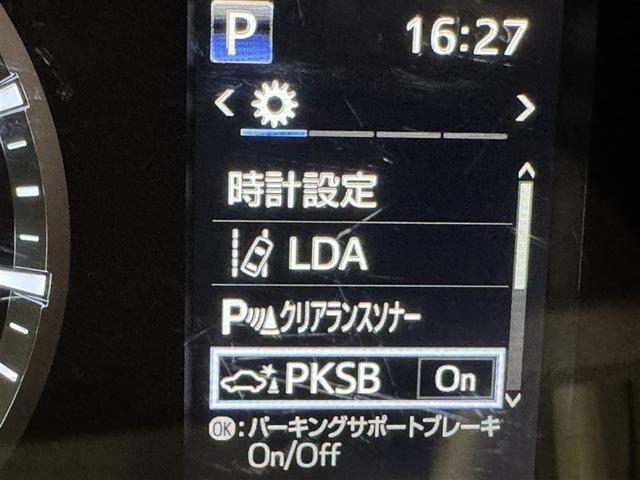 P 16:27
時計設定
LDA
P クリアランスソナー
PKSB On
OK:パーキングサポートブレーキ
On/Off